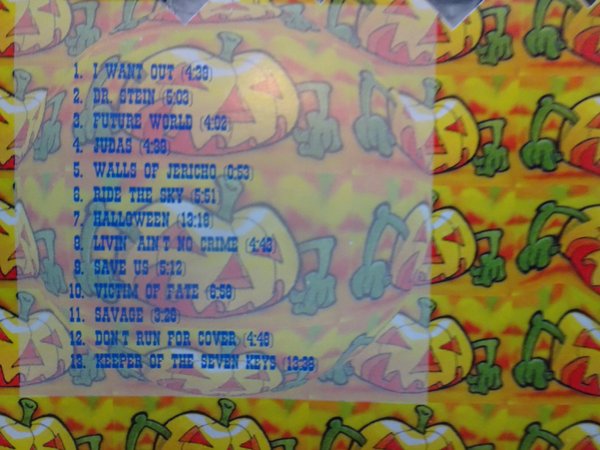 1. I WANT OUT (4:38)
2. DR. STEIN (5:03)
3. FUTURE WORLD (4:02)
4. JUDAS (4:38)
5. WALLS OF JERICHO (0:53)
6. RIDE THE SKY (5:51)
7. HALLOWEEN (13:18)
8. LIVIN' AIN'T NO CRIME (4:42)
9. SAVE US (5:12)
10. VICTIM OF FATE (6:58)
11. SAVAGE (3:26)
12. DON'T RUN FOR COVER (4:48)
13. KEEPER OF THE SEVEN KEYS (13:38)